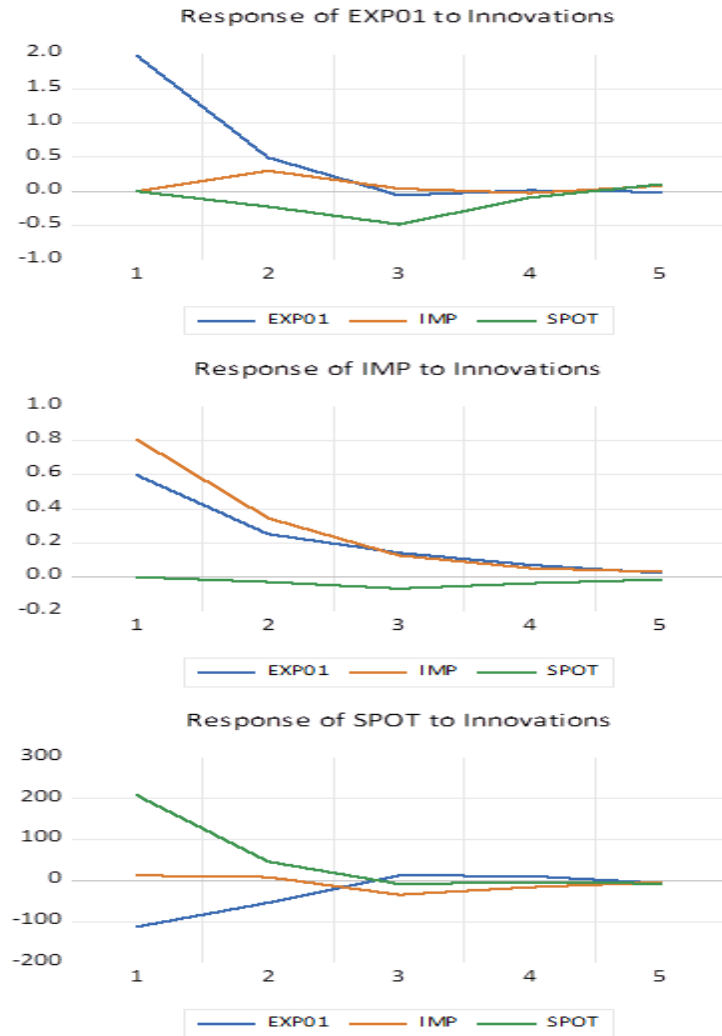 Response of EXP01 to Innovations
2.0
1.5
1.0
0.5
0.0
-0.5
-1.0
1 2 3 4 5
EXP01 IMP SPOT
Response of IMP to Innovations
1.0
0.8
0.6
0.4
0.2
0.0
-0.2
1 2 3 4 5
EXP01 IMP SPOT
Response of SPOT to Innovations
300
200
100
0
-100
-200
1 2 3 4 5
EXP01 IMP SPOT